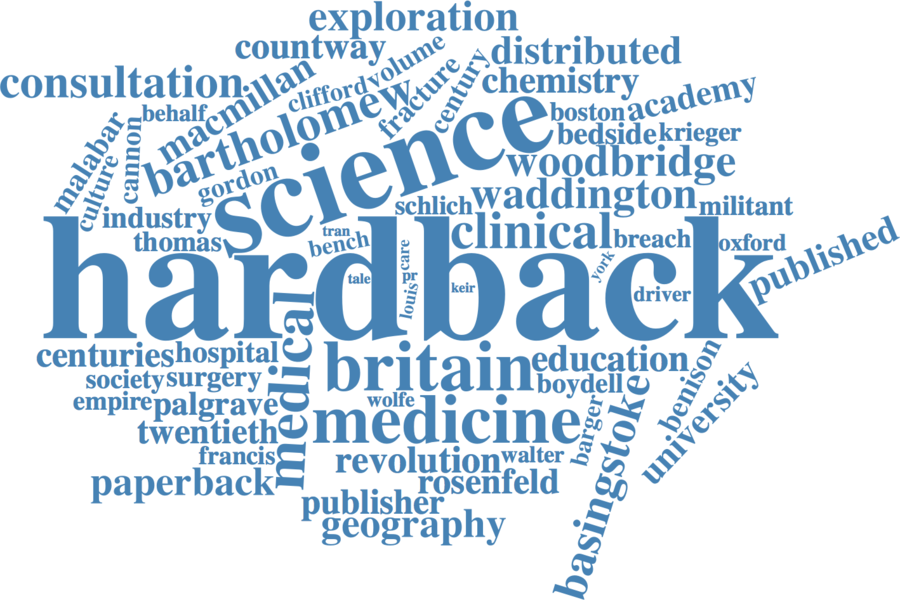 exploration
countway
volume
distributed
consultation
macmillan
clifford
fracture
century
chemistry
behalf
bartholomew
science
boston
academy
malabar
culture
cannon
gordon
bedside
krieger
woodbridge
industry
schlich
waddington
militant
thomas
tran
bench
clinical
breach
oxford
published
hardback
tale
care
pr
louis
keir
york
driver
centuries
hospital
medical
britain
education
benison
university
society
surgery
boydell
empire
palgrave
wolfe
medicine
barger
basingstoke
twentieth
francis
revolution
walter
paperback
rosenfeld
publisher
geography